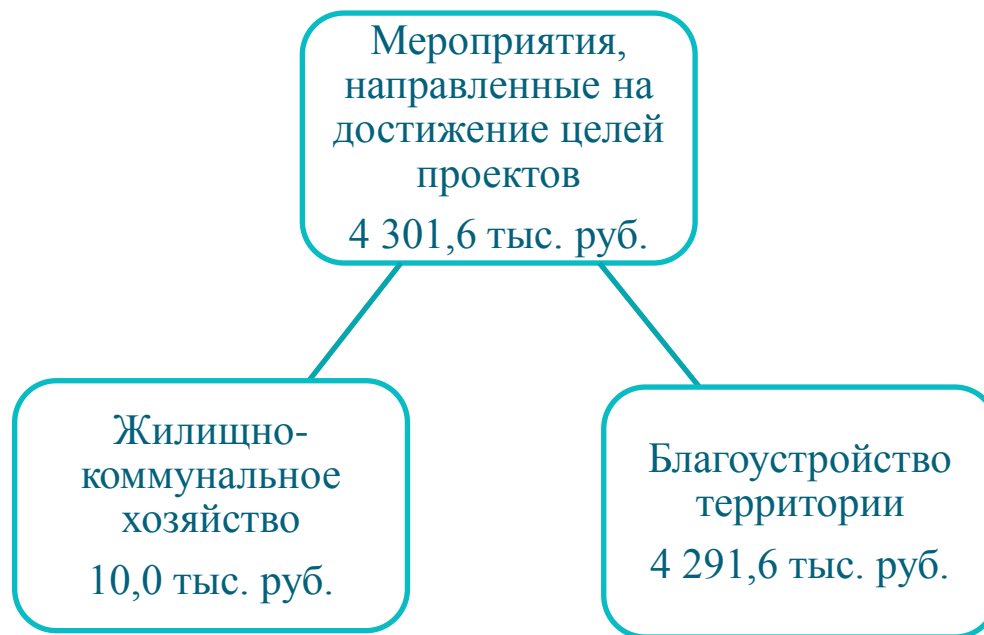 Мероприятия,
направленные на
достижение целей
проектов
4 301,6 тыс. руб.
Жилищно-
коммунальное
хозяйство
10,0 тыс. руб.
Благоустройство
территории
4 291,6 тыс. руб.